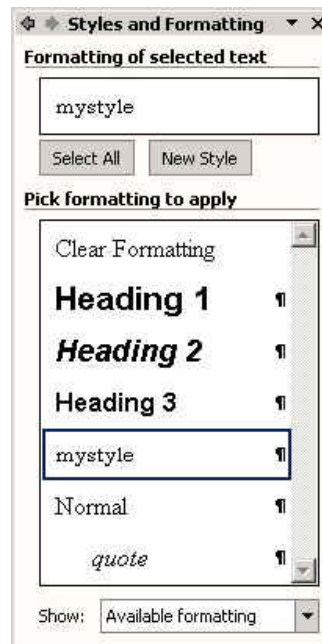 Styles and Formatting
Formatting of selected text
mystyle
Select All New Style
Pick formatting to apply
Clear Formatting
Heading 1 ¶
Heading 2 ¶
Heading 3 ¶
mystyle ¶
Normal ¶
quote ¶
Show: Available formatting